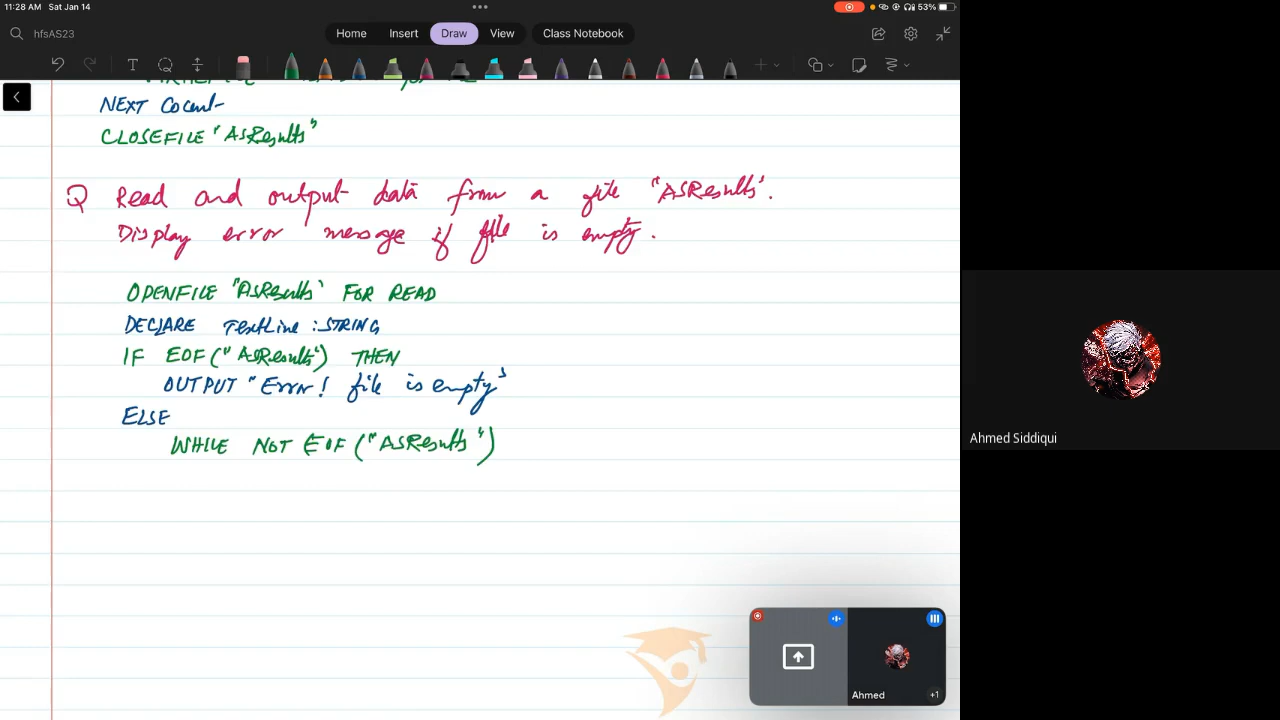 11:28 AM Sat Jan 14
53%
hfsAS23
Home Insert Draw View Class Notebook
NEXT Count
CLOSEFILE "ASResults"
Q Read and output data from a file "ASResults".
Display error message if file is empty.
OPENFILE "ASResults" FOR READ
DECLARE TextLine : STRING
IF EOF("ASResults") THEN
OUTPUT "Error! file is empty"
ELSE
WHILE NOT EOF("ASResults")
Ahmed Siddiqui
Ahmed
+1